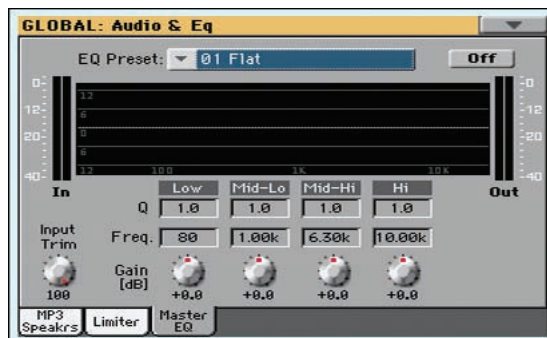 GLOBAL: Audio & Eq
EQ Preset: 01 Flat Off
0 12 0
12 6 12
20 0 20
6
40 12 100 1K 10K 40
In Out
Low Mid-Lo Mid-Hi Hi
Q 1.0 1.0 1.0 1.0
Input Trim
Freq. 80 1.00k 6.30k 10.00k
Gain [dB]
100 +0.0 +0.0 +0.0 +0.0
MP3 Speakrs Limiter Master EQ